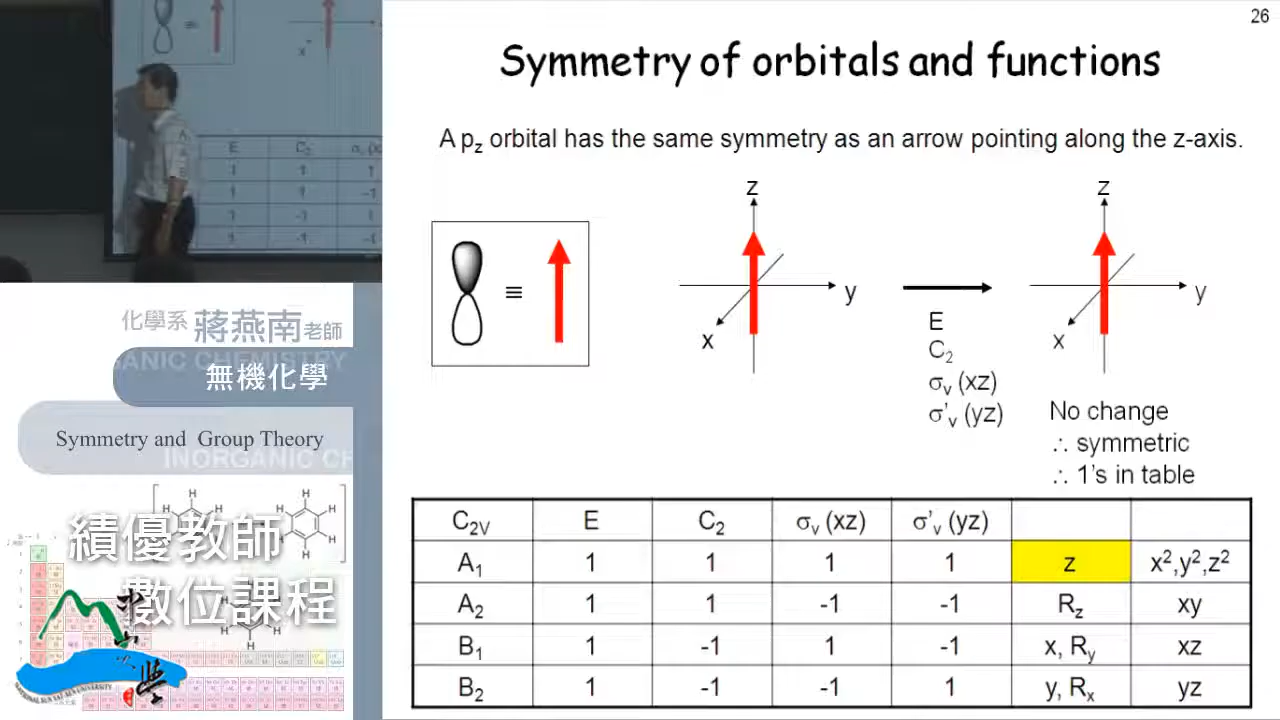 26
Symmetry of orbitals and functions
A pz orbital has the same symmetry as an arrow pointing along the z-axis.
≡
z
y
x
E
C2
σv (xz)
σ'v (yz)
z
y
x
No change
∴ symmetric
∴ 1's in table
C2V E C2 σv (xz) σ'v (yz)
A1 1 1 1 1 z x²,y²,z²
A2 1 1 -1 -1 Rz xy
B1 1 -1 1 -1 x, Ry xz
B2 1 -1 -1 1 y, Rx yz
化學系 蔣燕南老師
無機化學
Symmetry and Group Theory
績優教師
數位課程